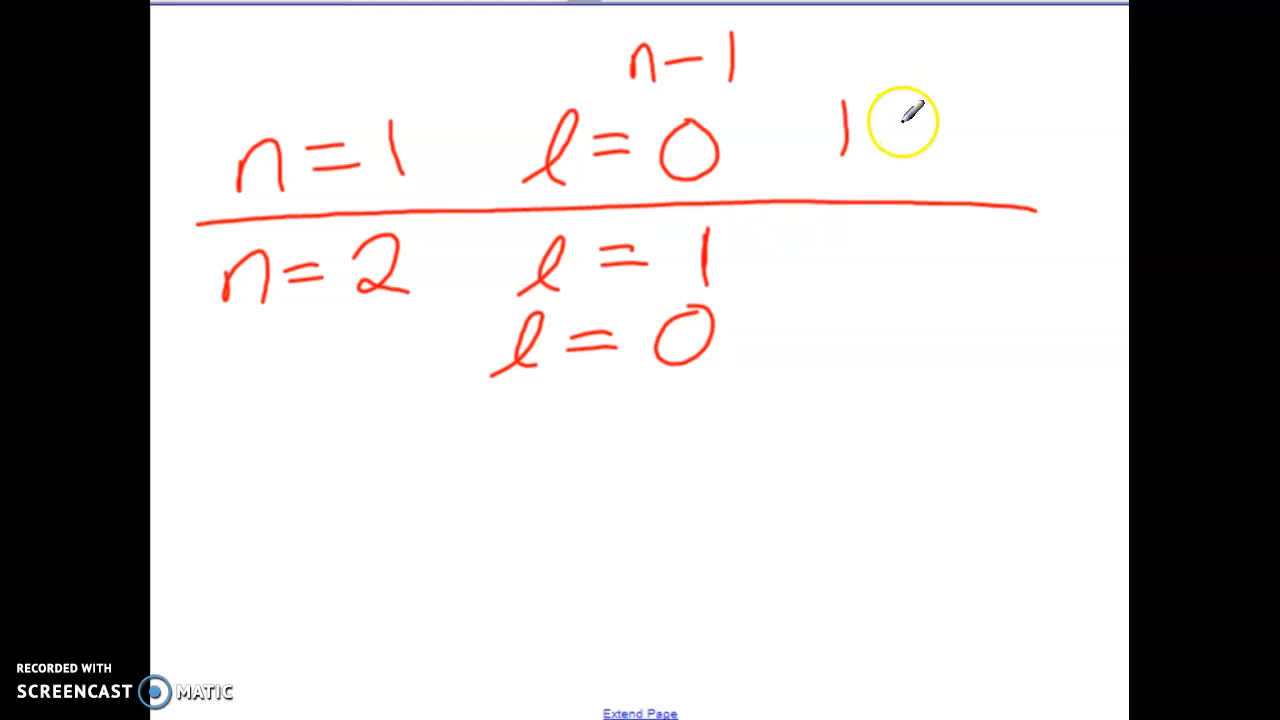 n-1
n=1 l=0 1
n=2 l=1
l=0
RECORDED WITH
SCREENCAST MATIC
Extend Page